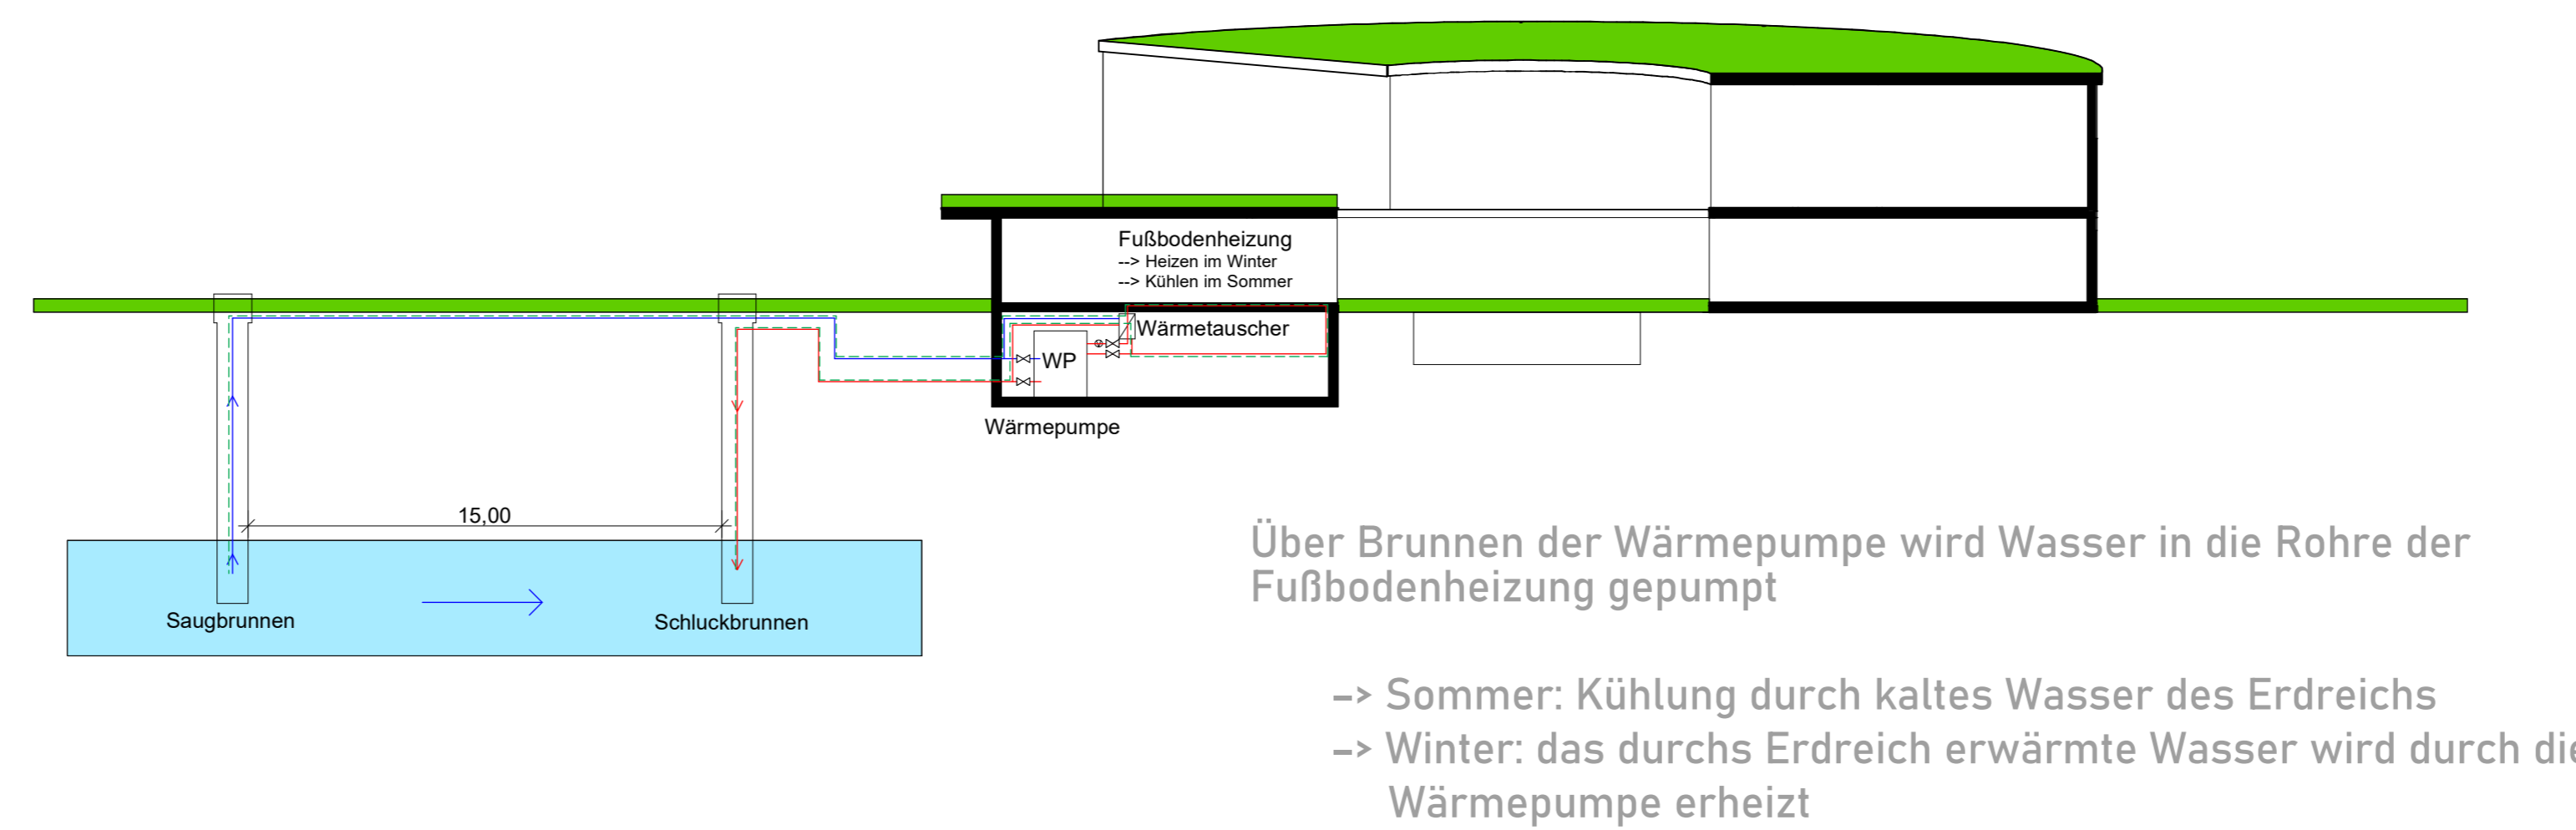 Fußbodenheizung
--> Heizen im Winter
--> Kühlen im Sommer
Wärmetauscher
WP
Wärmepumpe
15,00
Saugbrunnen
Schluckbrunnen
Über Brunnen der Wärmepumpe wird Wasser in die Rohre der
Fußbodenheizung gepumpt
-> Sommer: Kühlung durch kaltes Wasser des Erdreichs
-> Winter: das durchs Erdreich erwärmte Wasser wird durch die
Wärmepumpe erheizt